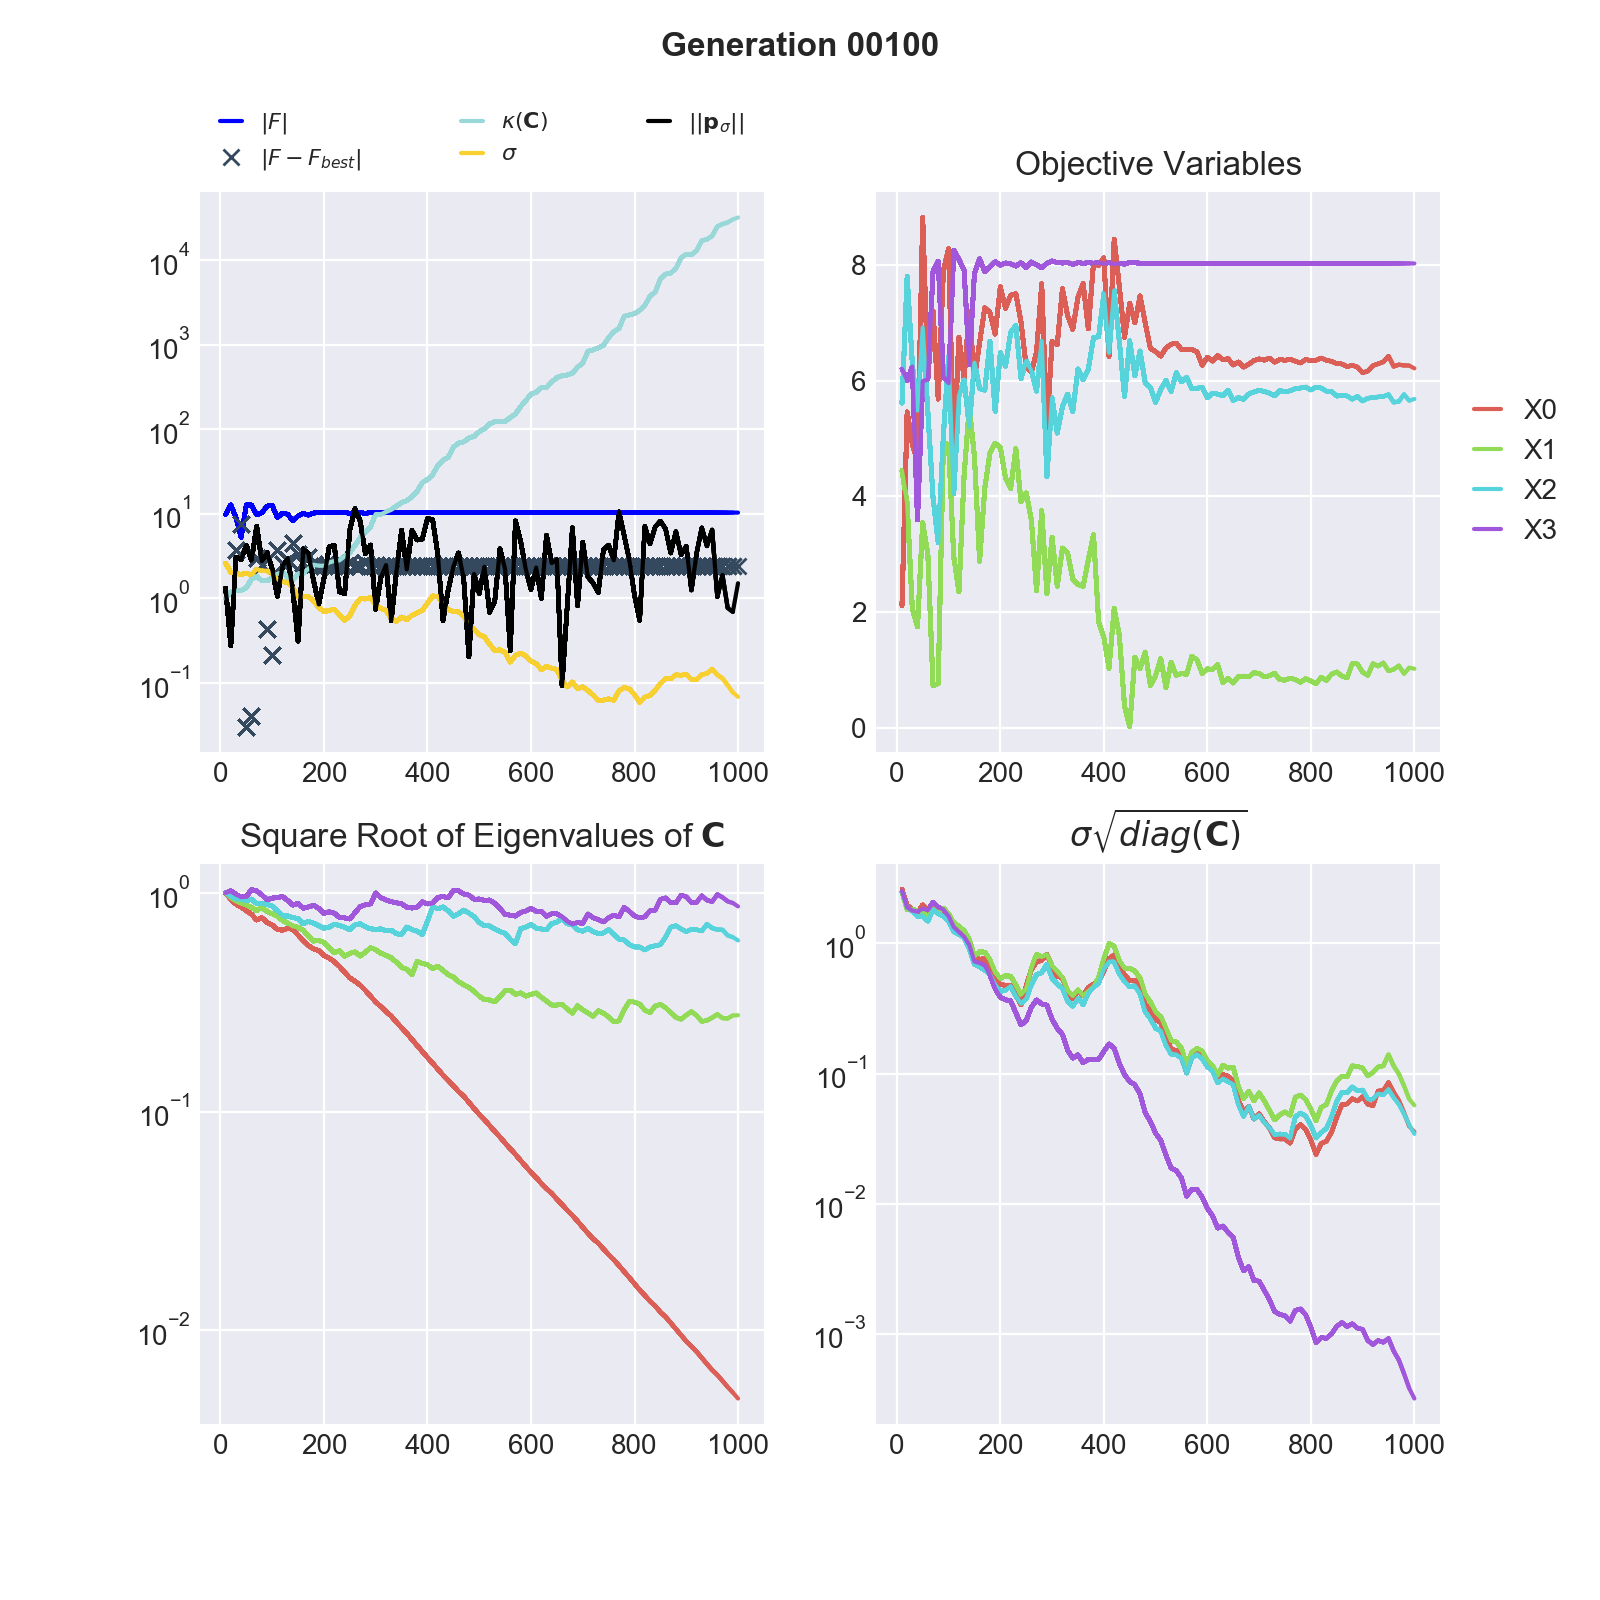 Generation 00100
|F| κ(C) ||p_σ||
|F − F_best| σ
10^4
10^3
10^2
10^1
10^0
10^−1
0 200 400 600 800 1000
Objective Variables
8
6
4
2
0
0 200 400 600 800 1000
X0
X1
X2
X3
Square Root of Eigenvalues of C
10^0
10^−1
10^−2
0 200 400 600 800 1000
σ√diag(C)
10^0
10^−1
10^−2
10^−3
0 200 400 600 800 1000